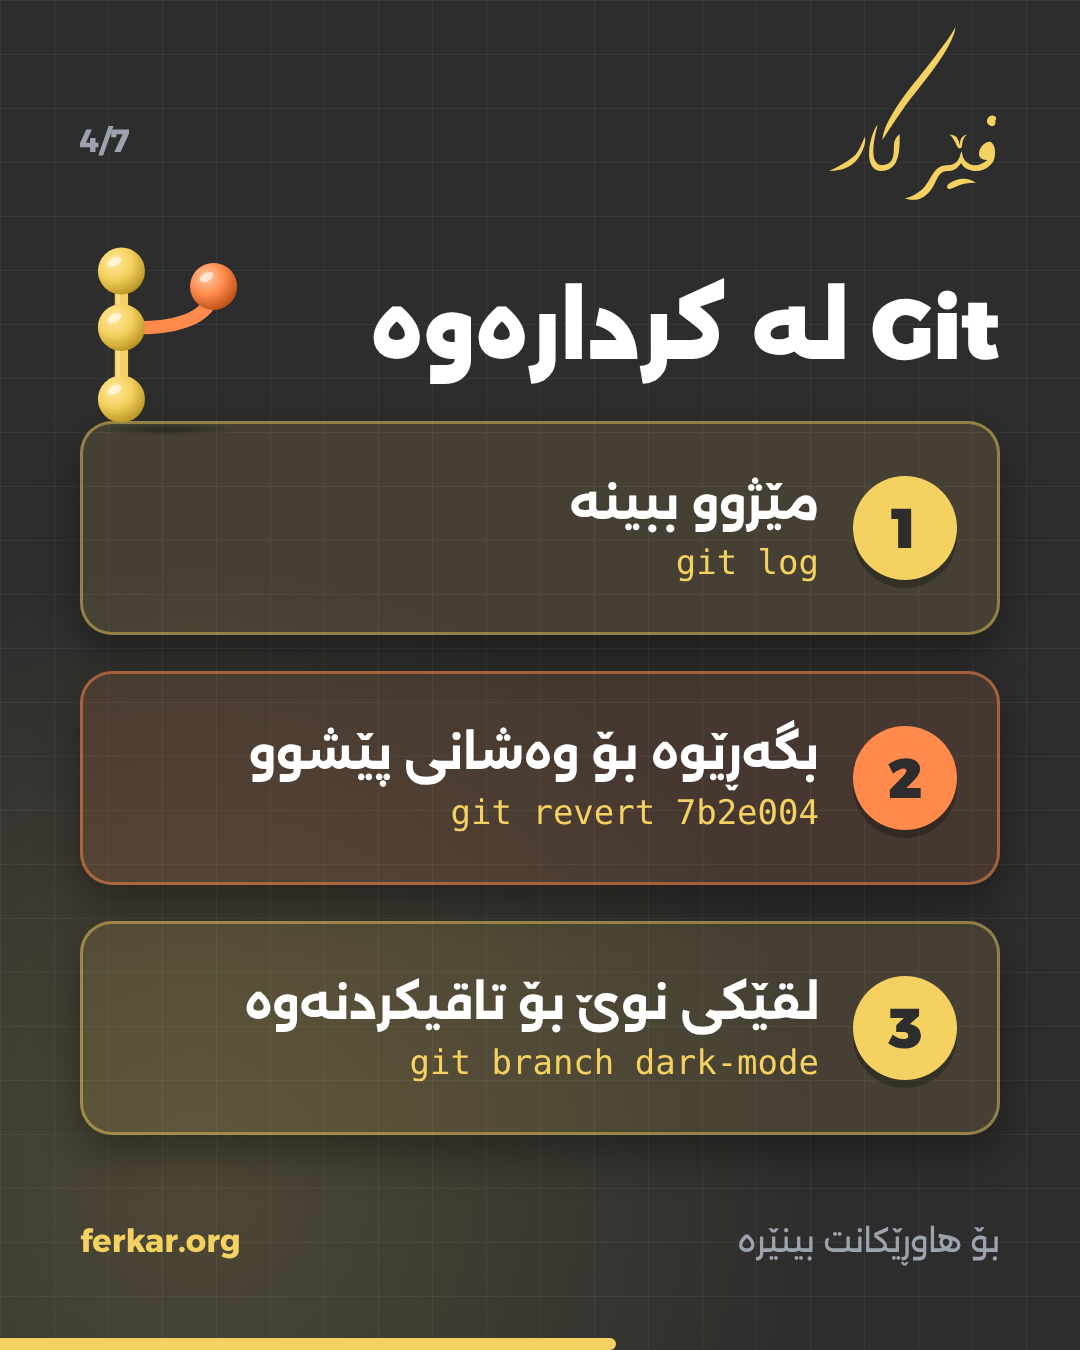 فێرکار
4/7
Git لە کردارەوە
1
مێژوو ببینە
git log
2
بگەڕێوە بۆ وەشانی پێشوو
git revert 7b2e004
3
لقێکی نوێ بۆ تاقیکردنەوە
git branch dark-mode
بۆ هاوڕێکانت بینێرە
ferkar.org